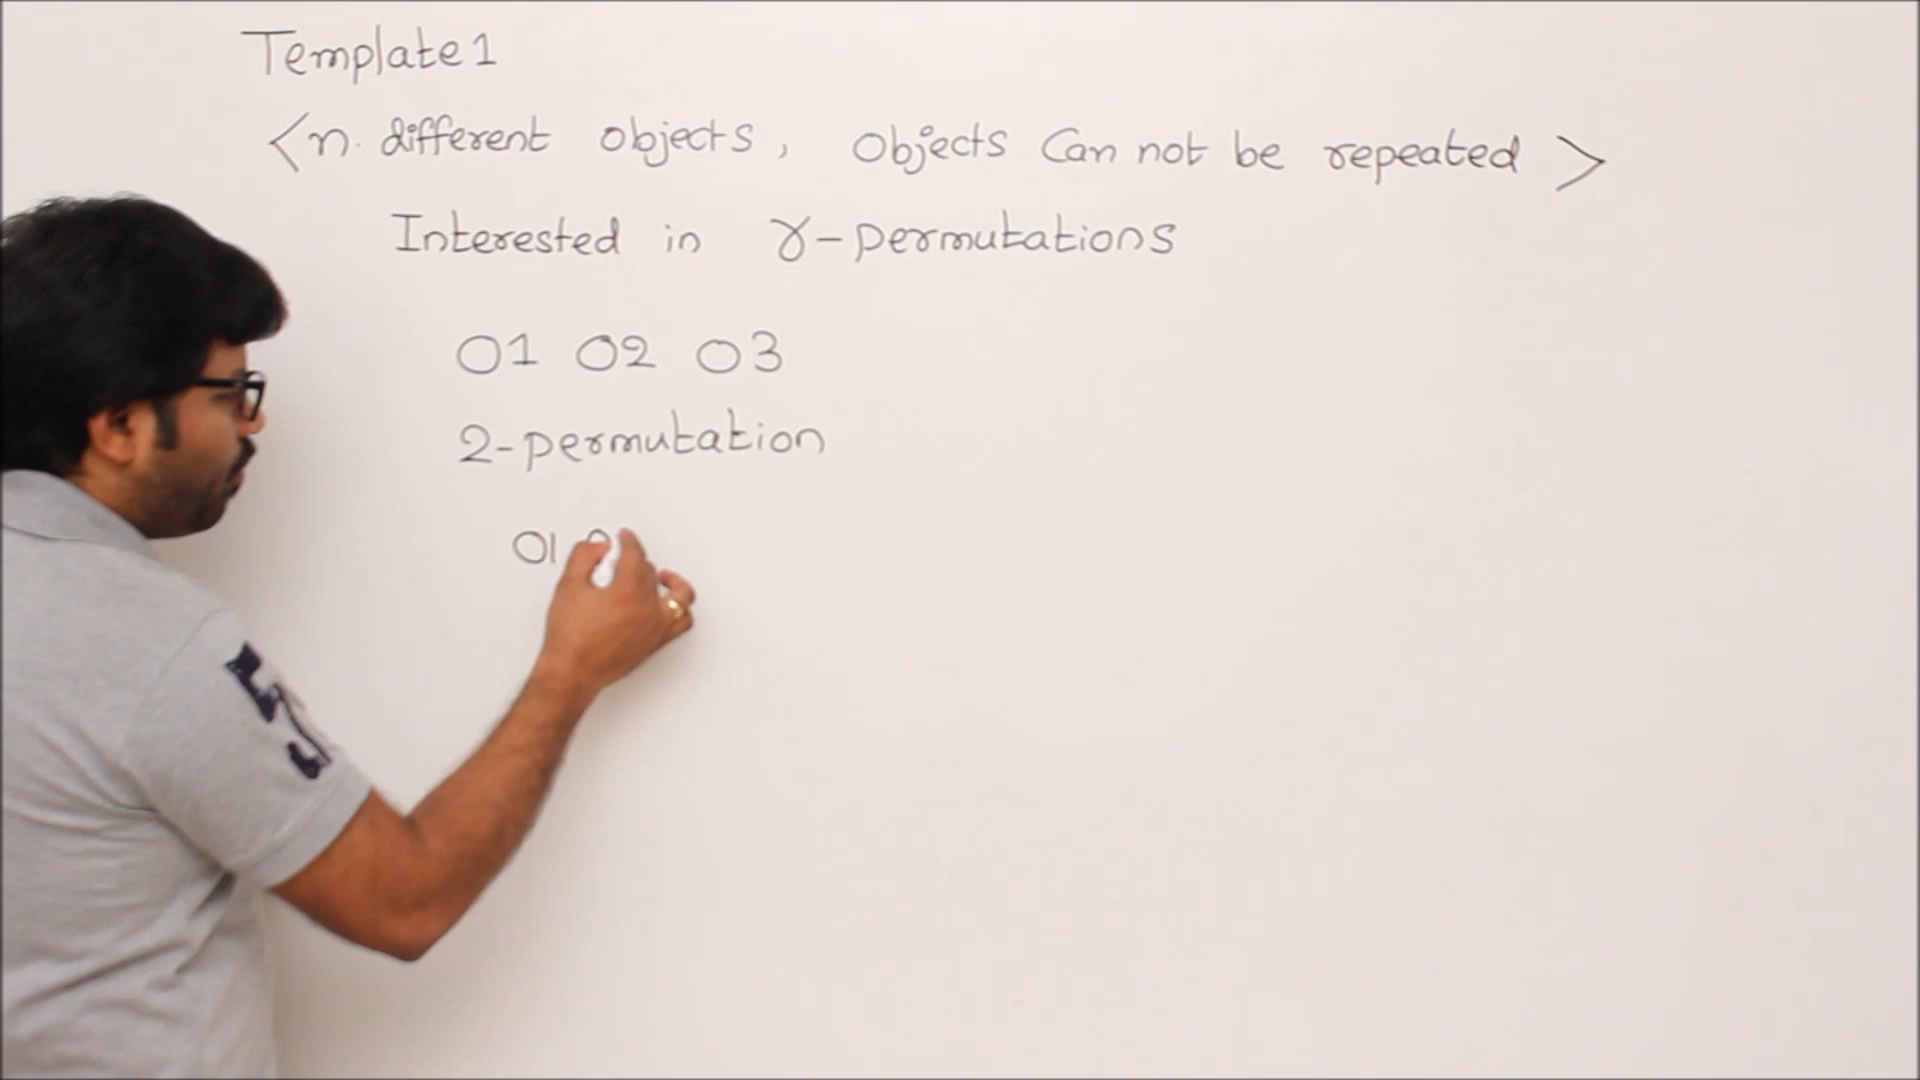 Template 1
<n. different objects, Objects Can not be repeated>
Interested in r-permutations
O1 O2 O3
2-permutation
O1